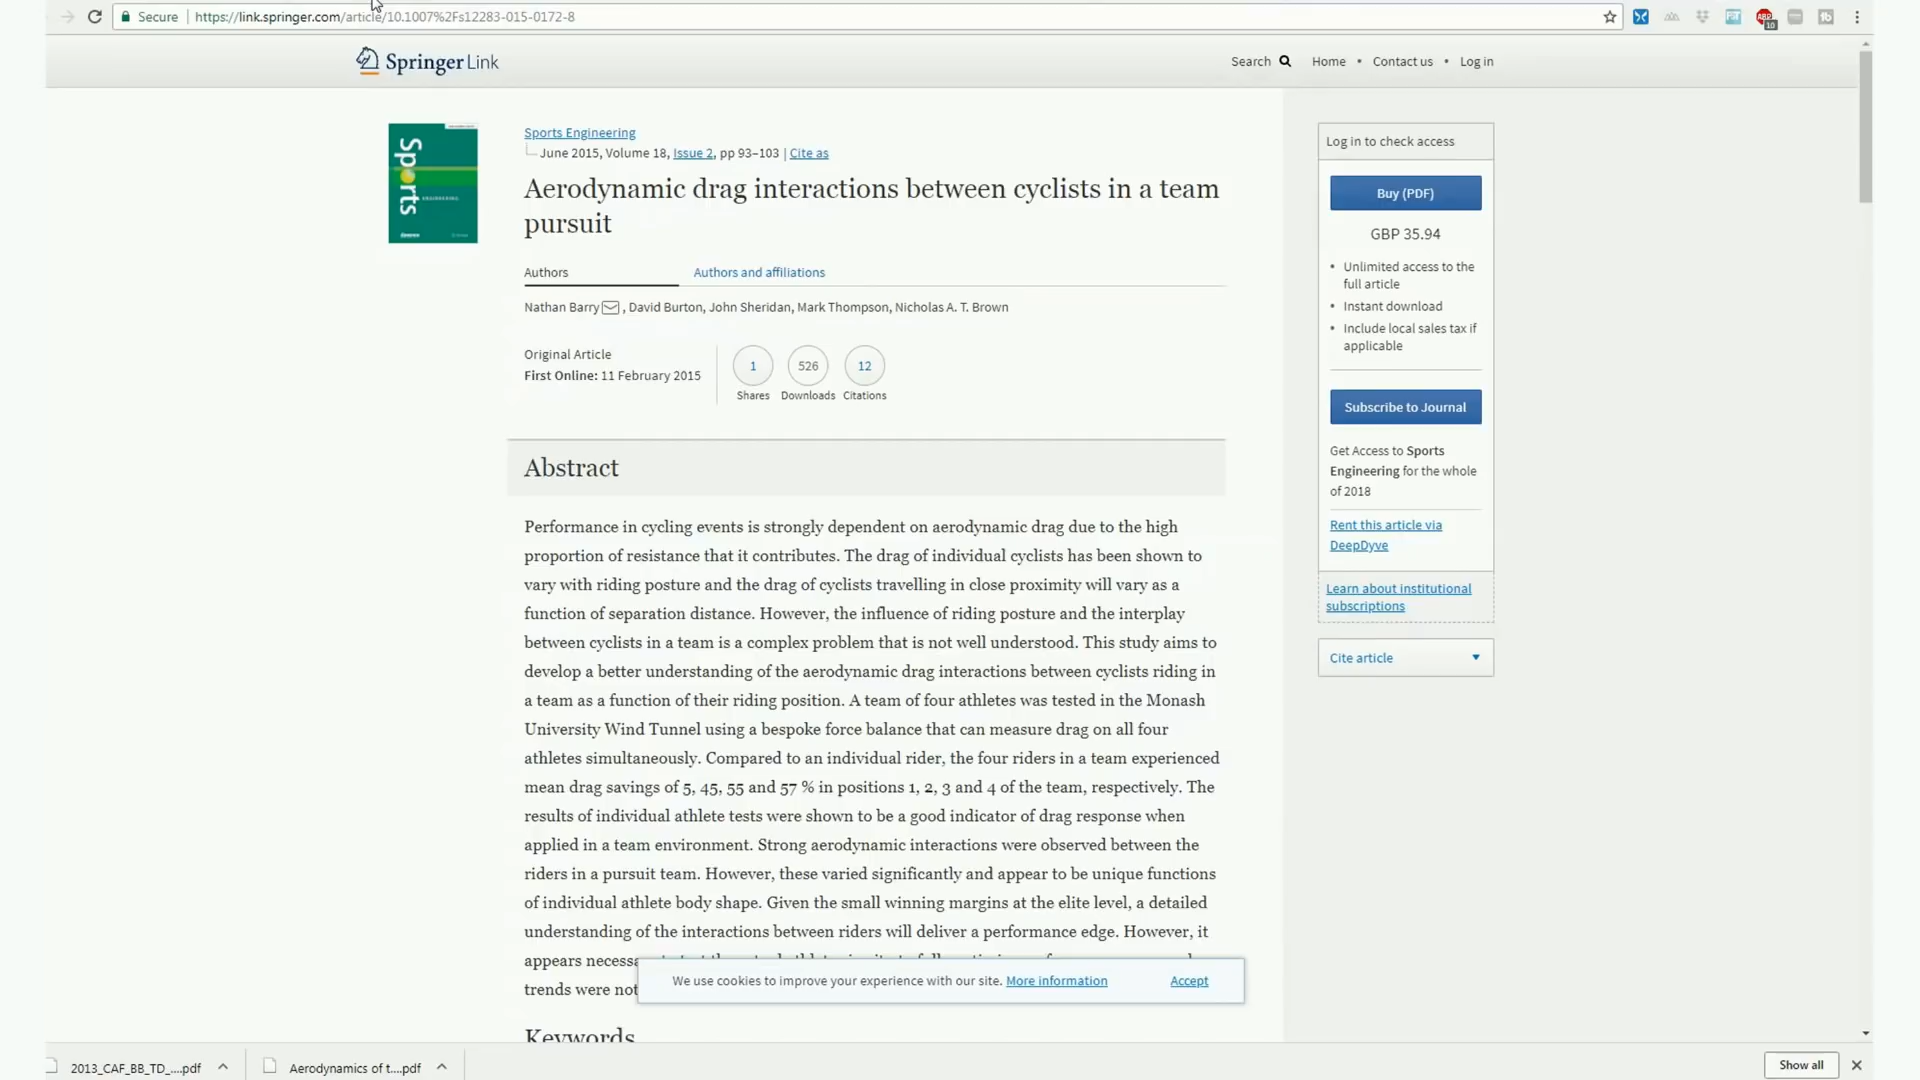 Secure https://link.springer.com/article/10.1007%2Fs12283-015-0172-8
ABP
10
Springer Link
Search
Home • Contact us • Log in
Sports
ENGINEERING
Sports Engineering
June 2015, Volume 18, Issue 2, pp 93–103 | Cite as
Aerodynamic drag interactions between cyclists in a team
pursuit
Authors
Authors and affiliations
Nathan Barry, David Burton, John Sheridan, Mark Thompson, Nicholas A. T. Brown
Original Article
First Online: 11 February 2015
1
Shares
526
Downloads
12
Citations
Abstract
Performance in cycling events is strongly dependent on aerodynamic drag due to the high
proportion of resistance that it contributes. The drag of individual cyclists has been shown to
vary with riding posture and the drag of cyclists travelling in close proximity will vary as a
function of separation distance. However, the influence of riding posture and the interplay
between cyclists in a team is a complex problem that is not well understood. This study aims to
develop a better understanding of the aerodynamic drag interactions between cyclists riding in
a team as a function of their riding position. A team of four athletes was tested in the Monash
University Wind Tunnel using a bespoke force balance that can measure drag on all four
athletes simultaneously. Compared to an individual rider, the four riders in a team experienced
mean drag savings of 5, 45, 55 and 57 % in positions 1, 2, 3 and 4 of the team, respectively. The
results of individual athlete tests were shown to be a good indicator of drag response when
applied in a team environment. Strong aerodynamic interactions were observed between the
riders in a pursuit team. However, these varied significantly and appear to be unique functions
of individual athlete body shape. Given the small winning margins at the elite level, a detailed
understanding of the interactions between riders will deliver a performance edge. However, it
appears necessa
trends were not
Keywords
Log in to check access
Buy (PDF)
GBP 35.94
• Unlimited access to the
full article
• Instant download
• Include local sales tax if
applicable
Subscribe to Journal
Get Access to Sports
Engineering for the whole
of 2018
Rent this article via
DeepDyve
Learn about institutional
subscriptions
Cite article
We use cookies to improve your experience with our site. More information
Accept
2013_CAF_BB_TD_....pdf
Aerodynamics of t....pdf
Show all